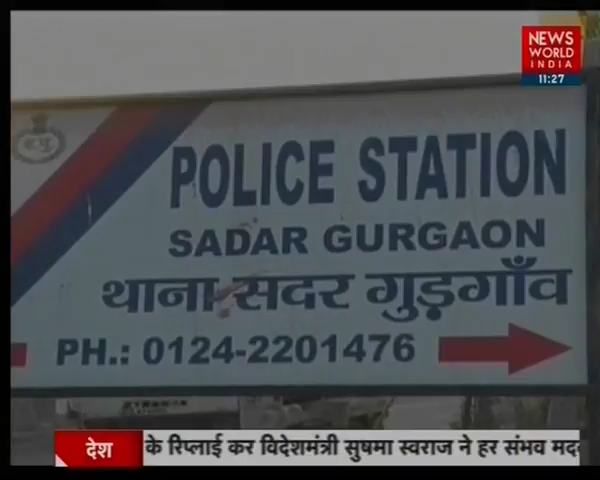 NEWS
WORLD
INDIA
11:27
POLICE STATION
SADAR GURGAON
थाना सदर गुड़गाँव
PH.: 0124-2201476
देश
के रिप्लाई कर विदेशमंत्री सुषमा स्वराज ने हर संभव मदद